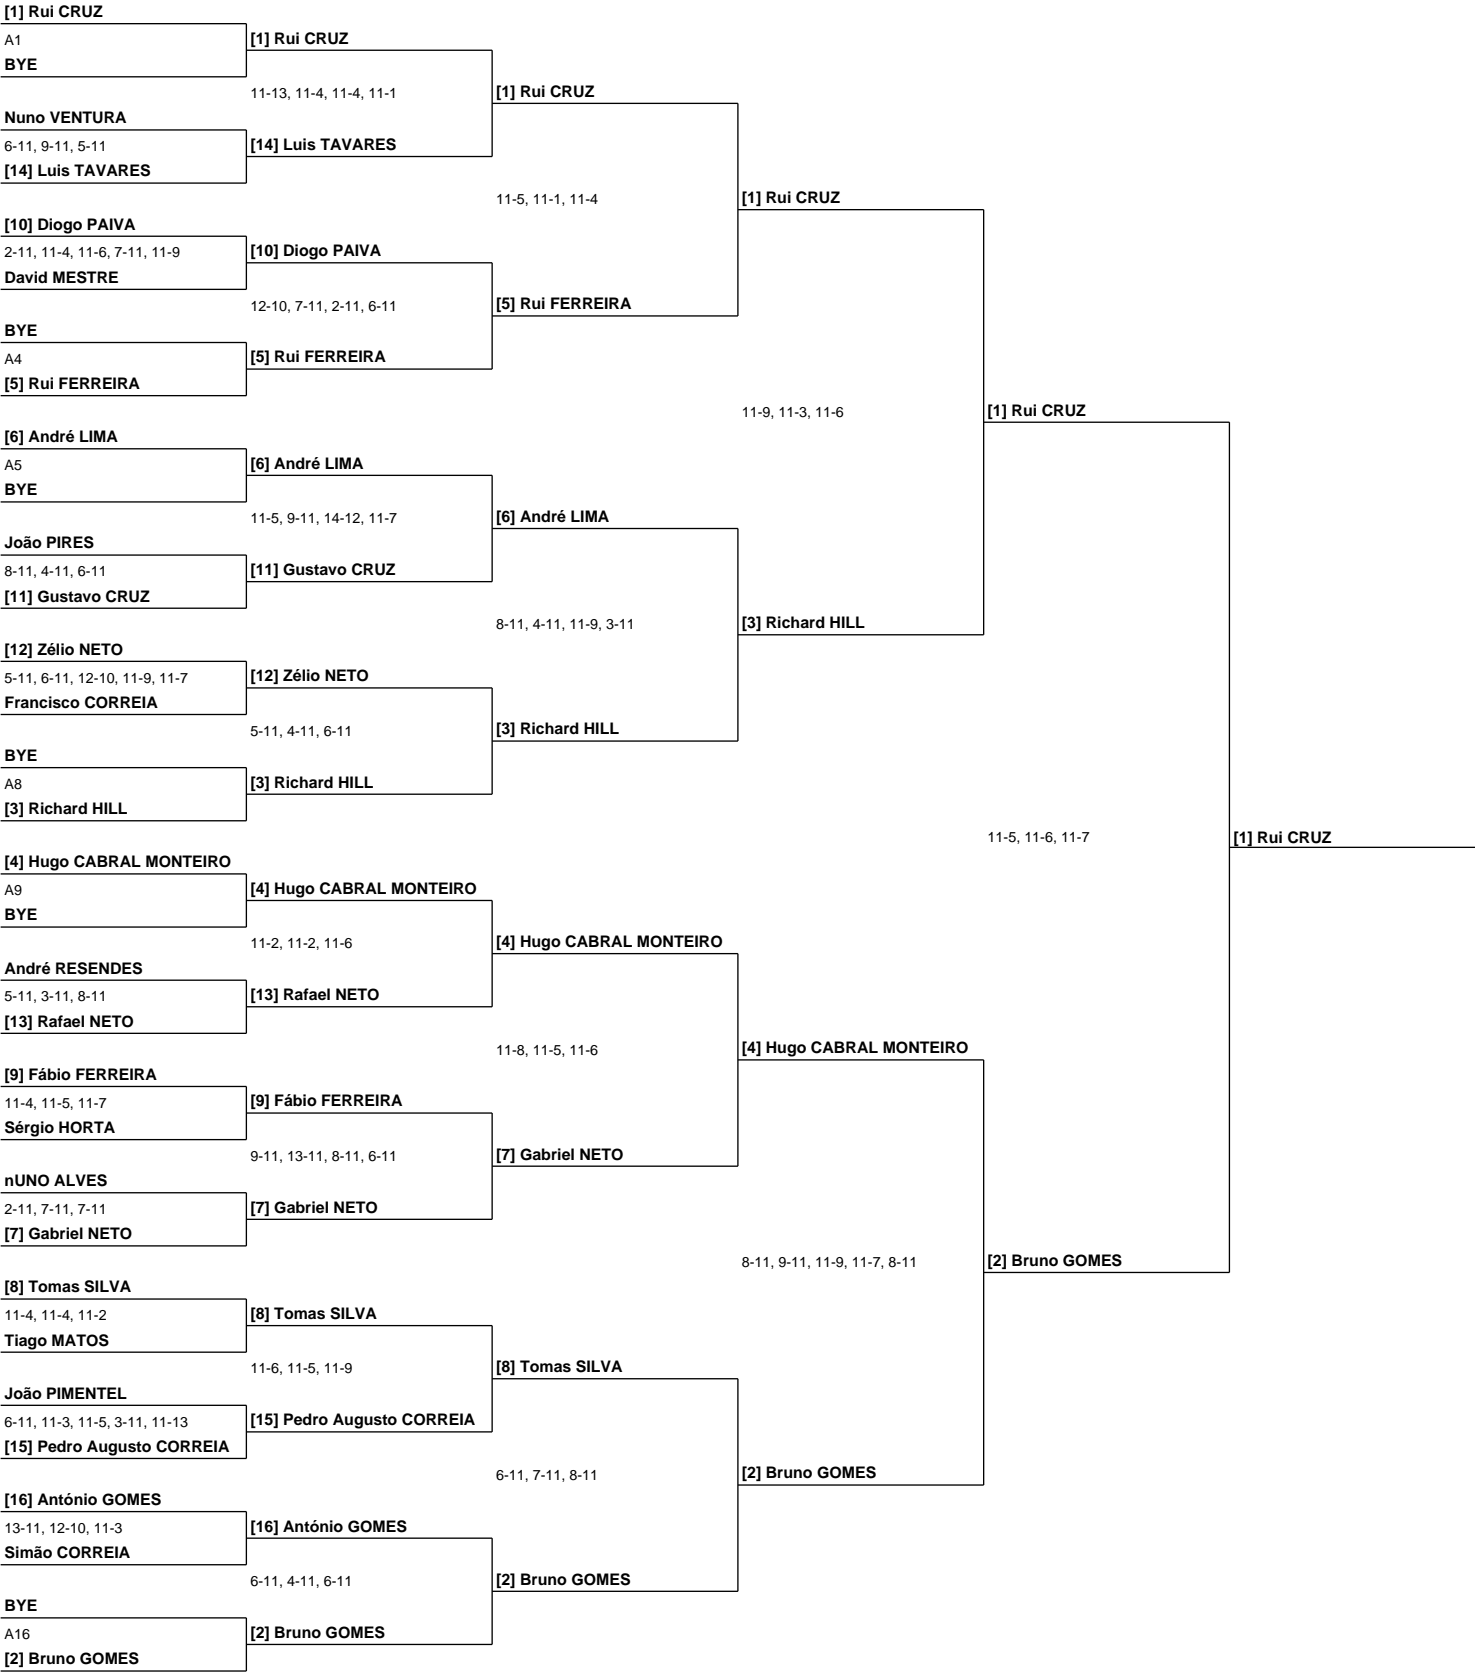 [1] Rui CRUZ
A1
[1] Rui CRUZ
BYE
11-13, 11-4, 11-4, 11-1
[1] Rui CRUZ
Nuno VENTURA
6-11, 9-11, 5-11
[14] Luis TAVARES
[14] Luis TAVARES
11-5, 11-1, 11-4
[1] Rui CRUZ
[10] Diogo PAIVA
2-11, 11-4, 11-6, 7-11, 11-9
[10] Diogo PAIVA
David MESTRE
12-10, 7-11, 2-11, 6-11
[5] Rui FERREIRA
BYE
A4
[5] Rui FERREIRA
[5] Rui FERREIRA
11-9, 11-3, 11-6
[1] Rui CRUZ
[6] André LIMA
A5
[6] André LIMA
BYE
11-5, 9-11, 14-12, 11-7
[6] André LIMA
João PIRES
8-11, 4-11, 6-11
[11] Gustavo CRUZ
[11] Gustavo CRUZ
8-11, 4-11, 11-9, 3-11
[3] Richard HILL
[12] Zélio NETO
5-11, 6-11, 12-10, 11-9, 11-7
[12] Zélio NETO
Francisco CORREIA
5-11, 4-11, 6-11
[3] Richard HILL
BYE
A8
[3] Richard HILL
[3] Richard HILL
11-5, 11-6, 11-7
[1] Rui CRUZ
[4] Hugo CABRAL MONTEIRO
A9
[4] Hugo CABRAL MONTEIRO
BYE
11-2, 11-2, 11-6
[4] Hugo CABRAL MONTEIRO
André RESENDES
5-11, 3-11, 8-11
[13] Rafael NETO
[13] Rafael NETO
11-8, 11-5, 11-6
[4] Hugo CABRAL MONTEIRO
[9] Fábio FERREIRA
11-4, 11-5, 11-7
[9] Fábio FERREIRA
Sérgio HORTA
9-11, 13-11, 8-11, 6-11
[7] Gabriel NETO
nUNO ALVES
2-11, 7-11, 7-11
[7] Gabriel NETO
[7] Gabriel NETO
8-11, 9-11, 11-9, 11-7, 8-11
[2] Bruno GOMES
[8] Tomas SILVA
11-4, 11-4, 11-2
[8] Tomas SILVA
Tiago MATOS
11-6, 11-5, 11-9
[8] Tomas SILVA
João PIMENTEL
6-11, 11-3, 11-5, 3-11, 11-13
[15] Pedro Augusto CORREIA
[15] Pedro Augusto CORREIA
6-11, 7-11, 8-11
[2] Bruno GOMES
[16] António GOMES
13-11, 12-10, 11-3
[16] António GOMES
Simão CORREIA
6-11, 4-11, 6-11
[2] Bruno GOMES
BYE
A16
[2] Bruno GOMES
[2] Bruno GOMES